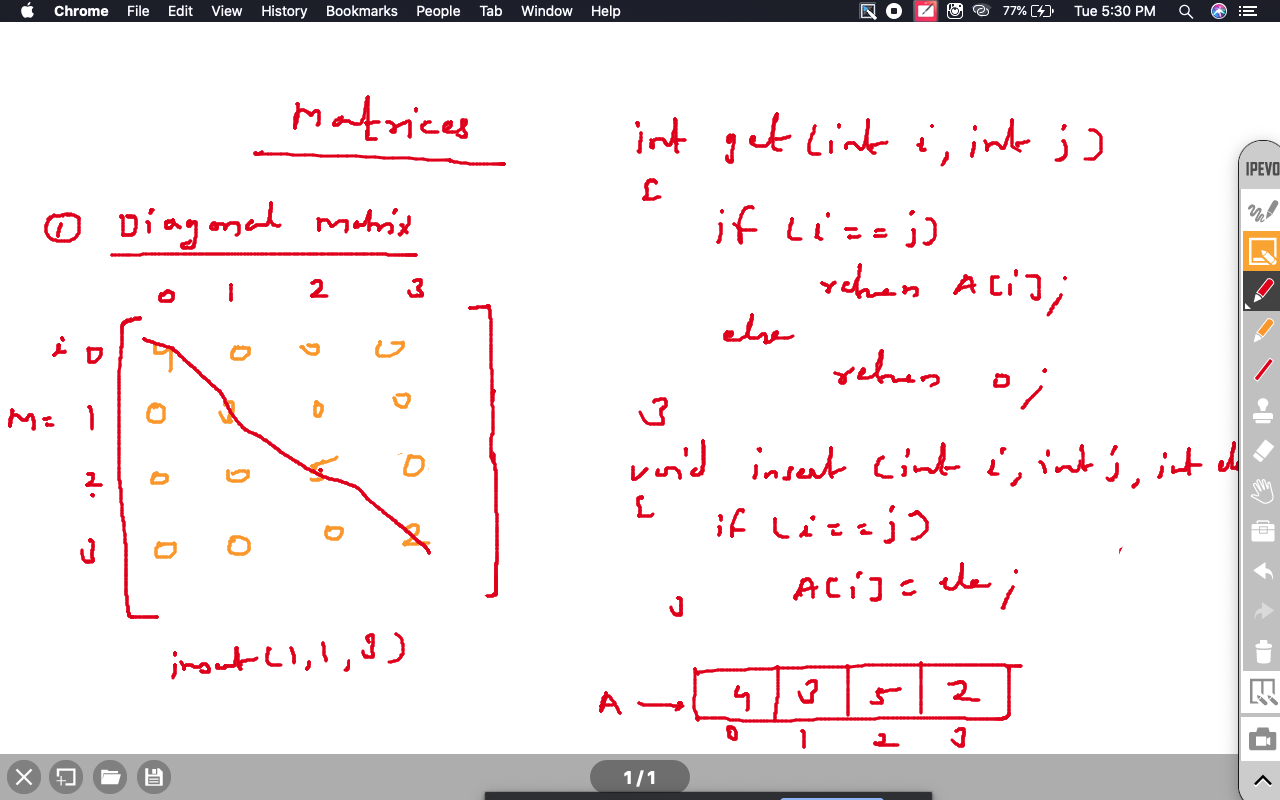 Chrome File Edit View History Bookmarks People Tab Window Help 77% Tue 5:30 PM
Matrices
① Diagonal matrix
0 1 2 3
i 0 4 0 0 0
M= 1 0 3 0 0
2 0 0 5 0
3 0 0 0 2
insert(1,1,3)
int get(int i, int j)
{
if (i==j)
return A[i];
else
return 0;
}
void insert (int i, int j, int ele
{
if (i==j)
A[i]=ele;
}
A → 4 3 5 2
0 1 2 3
IPEVO
1/1